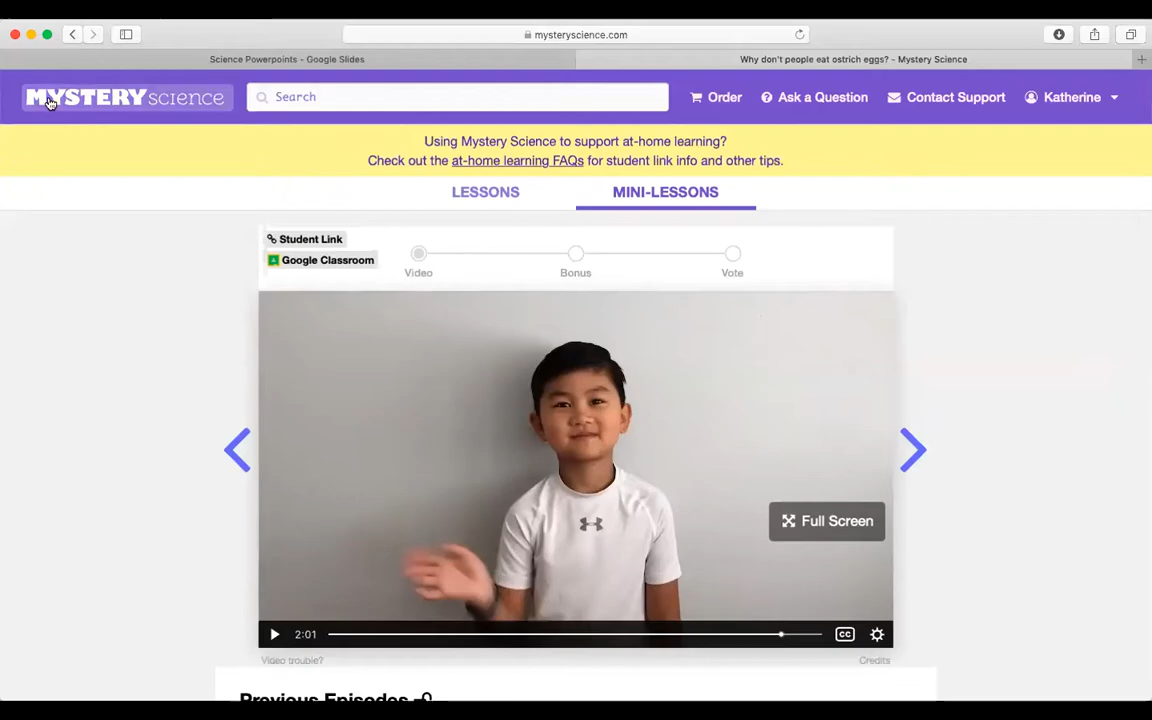 mysteryscience.com
Science Powerpoints - Google Slides
Why don't people eat ostrich eggs? - Mystery Science
MYSTERYscience
Search
Order
Ask a Question
Contact Support
Katherine
Using Mystery Science to support at-home learning?
Check out the at-home learning FAQs for student link info and other tips.
LESSONS
MINI-LESSONS
Student Link
Google Classroom
Video
Bonus
Vote
Full Screen
2:01
CC
Video trouble?
Credits
Previous Episodes